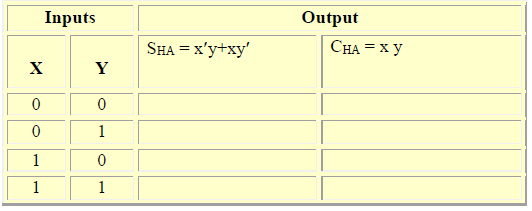 Inputs Output
X Y SHA = x′y+xy′ CHA = x y
0 0
0 1
1 0
1 1